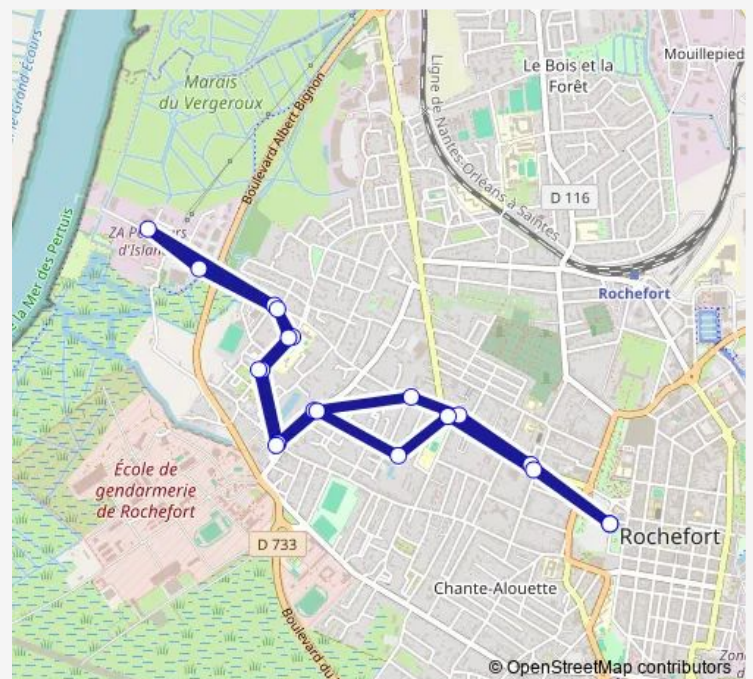 Marais
du Vergeroux
Boulevard Albert Bignon
Ligne de Nantes-Orléans à Saintes
Le Bois et la
Forêt
Mouillepied
D 116
Rochefort
la Mer des Pertuis
ZA
d'Islan
École de
gendarmerie
de Rochefort
D 733
Rochefort
Chante-Alouette
Boulevard du
© OpenStreetMap contributors